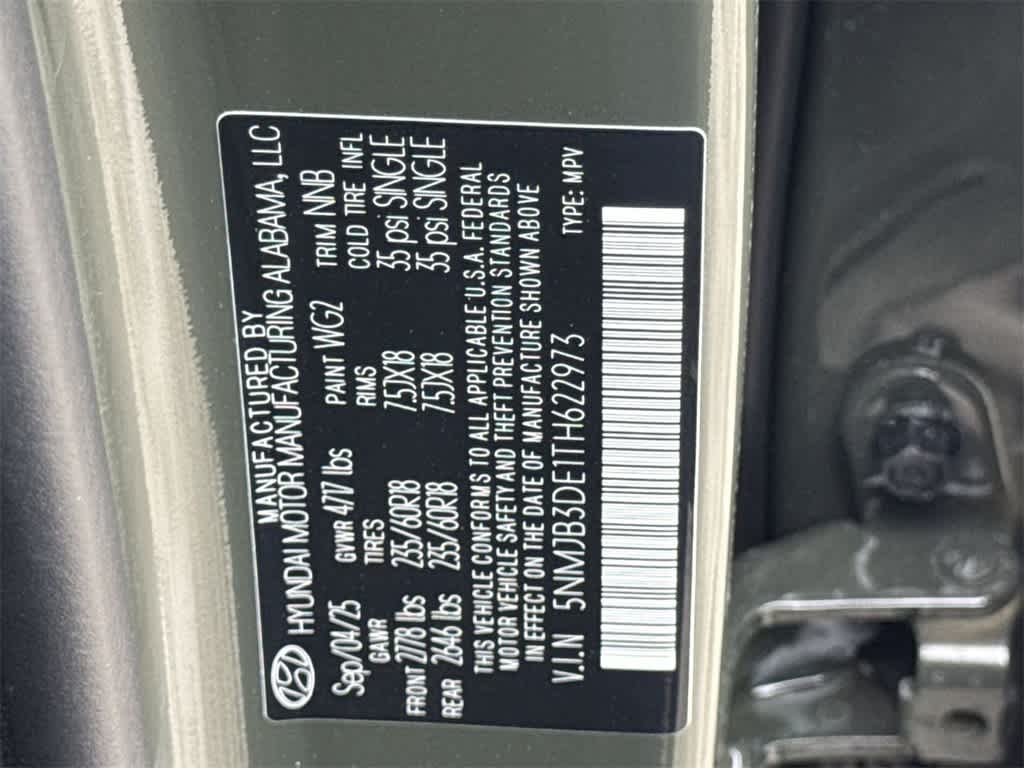 MANUFACTURED BY
HYUNDAI MOTOR MANUFACTURING ALABAMA, LLC
Sep/04/25 GVWR 4717 lbs PAINT WG2 TRIM NNB
GAWR TIRES RIMS COLD TIRE INFL
FRONT 2778 lbs 235/60R18 7.5JX18 35 psi SINGLE
REAR 2646 lbs 235/60R18 7.5JX18 35 psi SINGLE
THIS VEHICLE CONFORMS TO ALL APPLICABLE U.S.A. FEDERAL
MOTOR VEHICLE SAFETY AND THEFT PREVENTION STANDARDS
IN EFFECT ON THE DATE OF MANUFACTURE SHOWN ABOVE
V.I.N 5NMJB3DE1TH622973 TYPE: MPV